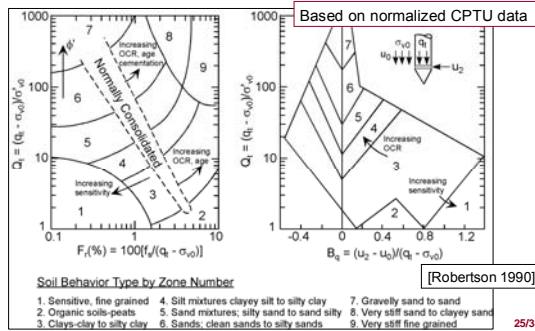 Based on normalized CPTU data
1000
100
10
1
Qt = (qt - σv0)/σ'v0
ϕ'
7
8
9
6
5
4
3
1
2
Increasing OCR, age cementation
Normally Consolidated
Increasing OCR, age
Increasing sensitivity
0.1
1
10
Fr(%) = 100[fs/(qt - σv0)]
1000
100
10
1
Qt = (qt - σv0)/σ'v0
σv0
qt
u0
u2
7
6
5
4
3
2
1
Increasing OCR
Increasing sensitivity
-0.4
0
0.4
0.8
1.2
Bq = (u2 - u0)/(qt - σv0)
[Robertson 1990]
Soil Behavior Type by Zone Number
1. Sensitive, fine grained 4. Silt mixtures clayey silt to silty clay 7. Gravelly sand to sand
2. Organic soils-peats 5. Sand mixtures; silty sand to sand silty 8. Very stiff sand to clayey sand
3. Clays-clay to silty clay 6. Sands; clean sands to silty sands 9. Very stiff fine grained
25/3